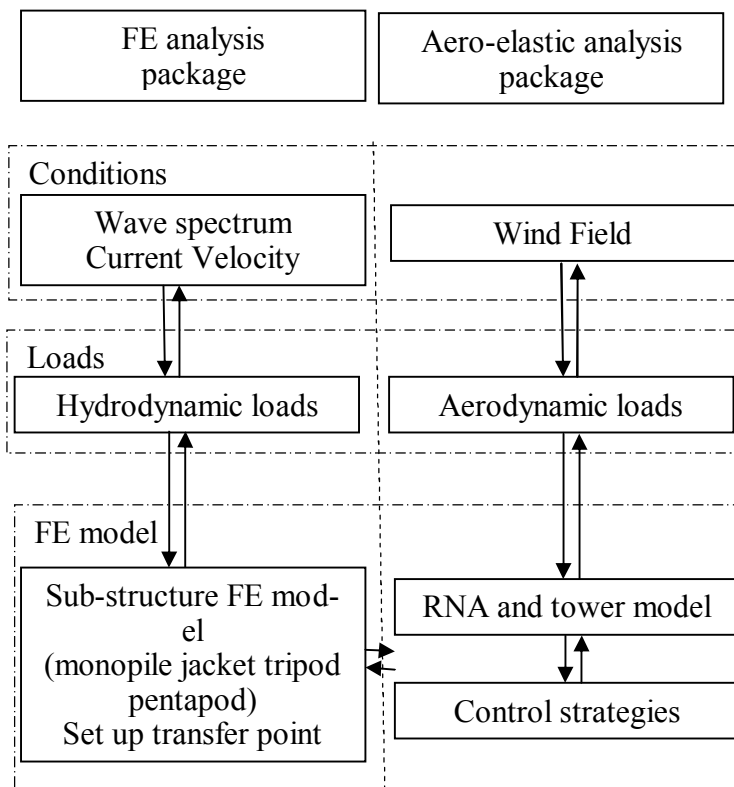 FE analysis
package
Aero-elastic analysis
package
Conditions
Wave spectrum
Current Velocity
Wind Field
Loads
Hydrodynamic loads
Aerodynamic loads
FE model
Sub-structure FE mod-
el
(monopile jacket tripod
pentapod)
Set up transfer point
RNA and tower model
Control strategies